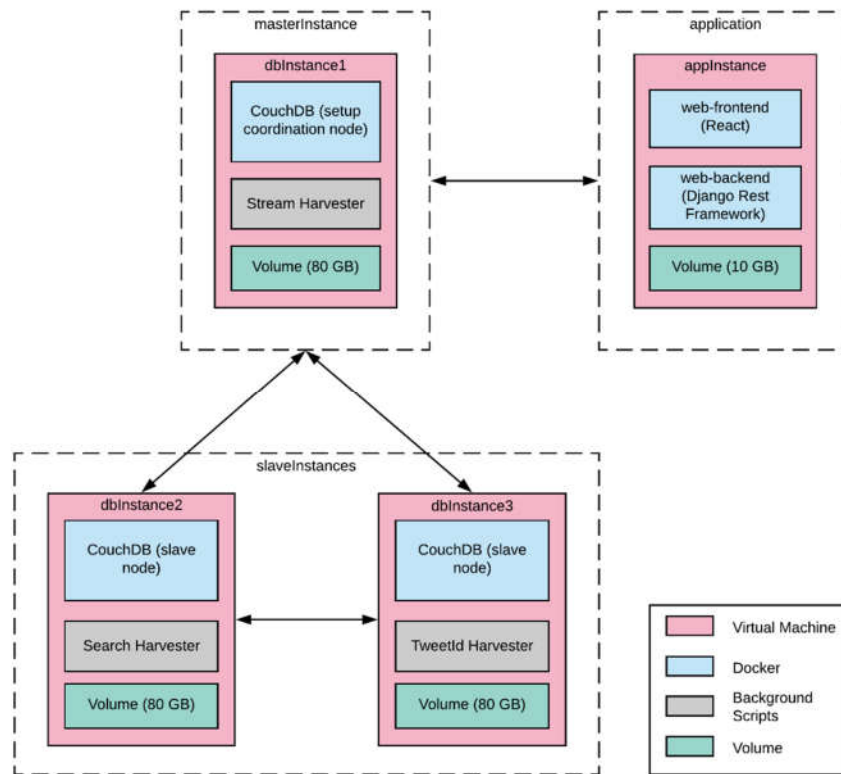 masterInstance
dbInstance1
CouchDB (setup
coordination node)
Stream Harvester
Volume (80 GB)
application
appInstance
web-frontend
(React)
web-backend
(Django Rest
Framework)
Volume (10 GB)
slaveInstances
dbInstance2
CouchDB (slave
node)
Search Harvester
Volume (80 GB)
dbInstance3
CouchDB (slave
node)
TweetId Harvester
Volume (80 GB)
Virtual Machine
Docker
Background
Scripts
Volume